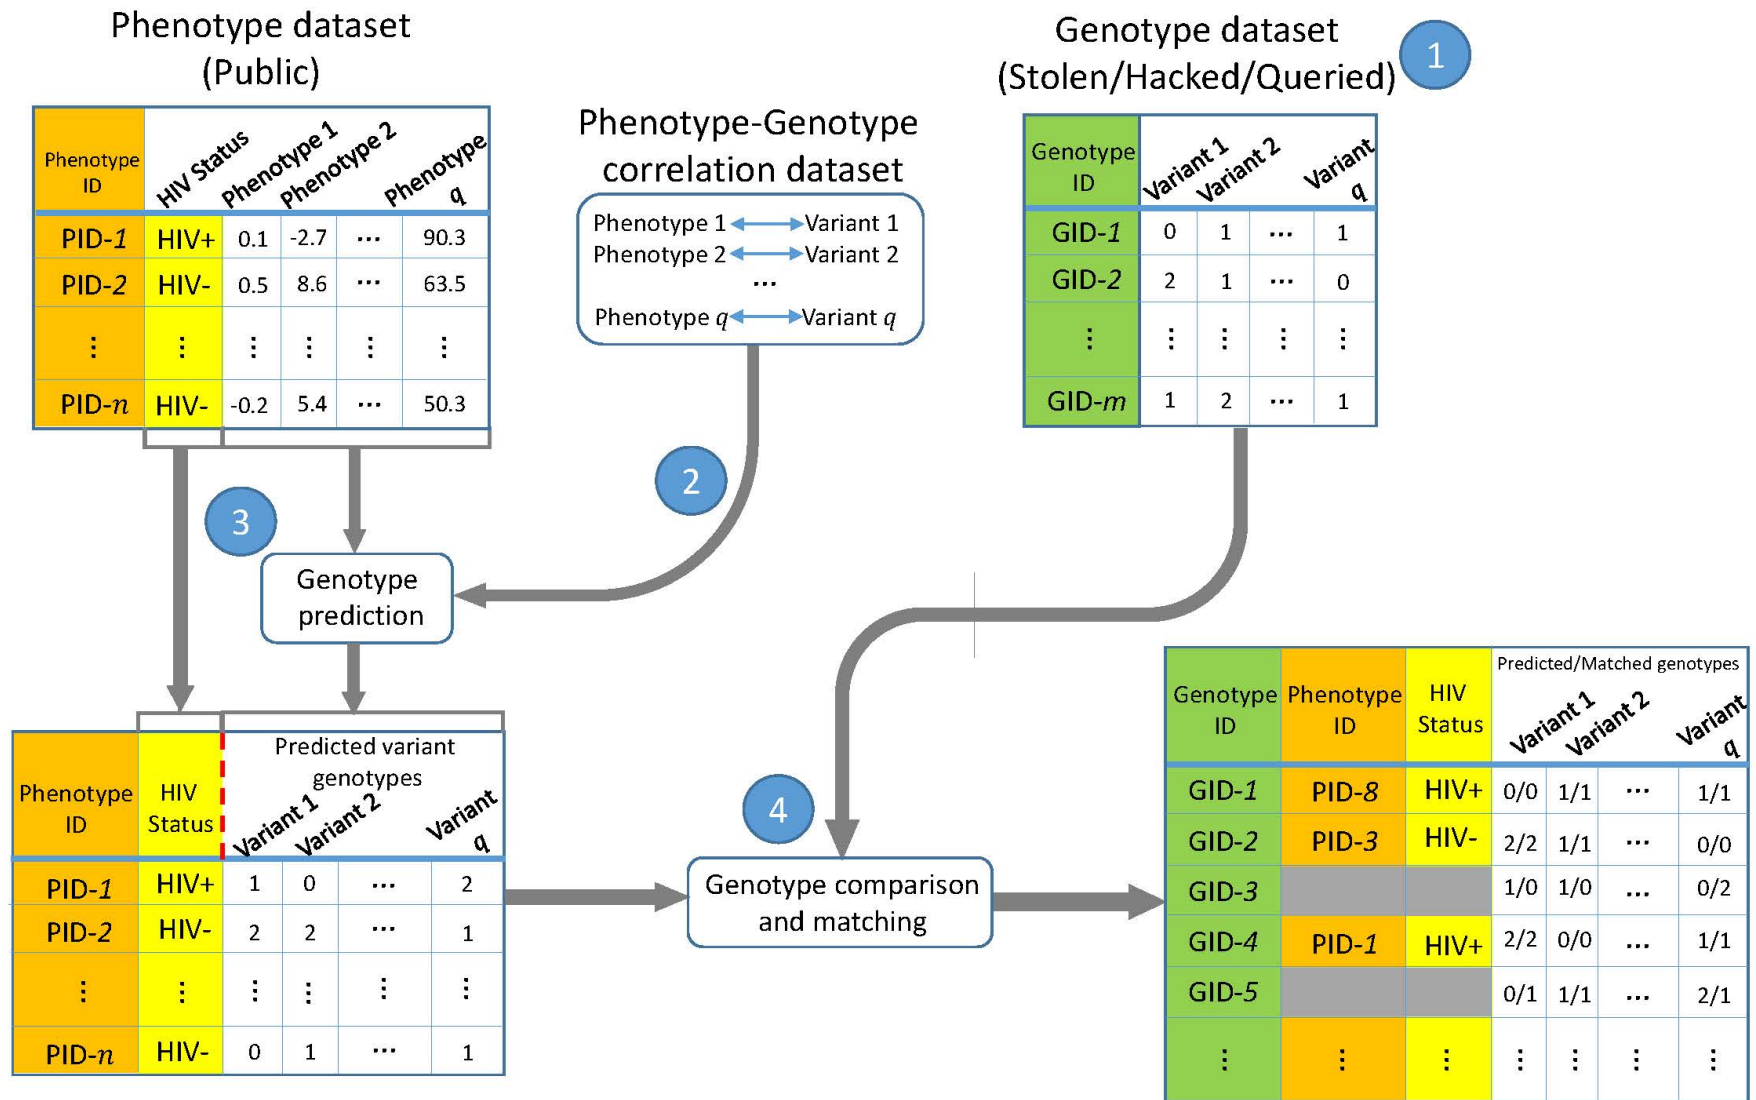 Phenotype dataset
(Public)
Phenotype
ID
HIV Status
Phenotype 1
Phenotype 2
Phenotype
q
PID-1 HIV+ 0.1 -2.7 ... 90.3
PID-2 HIV- 0.5 8.6 ... 63.5
⋮ ⋮ ⋮ ⋮ ⋮ ⋮
PID-n HIV- -0.2 5.4 ... 50.3
Phenotype-Genotype
correlation dataset
Phenotype 1 Variant 1
Phenotype 2 Variant 2
...
Phenotype q Variant q
Genotype dataset
(Stolen/Hacked/Queried)
1
Genotype
ID
Variant 1
Variant 2
Variant
q
GID-1 0 1 ... 1
GID-2 2 1 ... 0
⋮ ⋮ ⋮ ⋮ ⋮
GID-m 1 2 ... 1
2
3
Genotype
prediction
Phenotype
ID
HIV
Status
Predicted variant
genotypes
Variant 1
Variant 2
Variant
q
PID-1 HIV+ 1 0 ... 2
PID-2 HIV- 2 2 ... 1
⋮ ⋮ ⋮ ⋮ ⋮ ⋮
PID-n HIV- 0 1 ... 1
4
Genotype comparison
and matching
Genotype
ID
Phenotype
ID
HIV
Status
Predicted/Matched genotypes
Variant 1
Variant 2
Variant
q
GID-1 PID-8 HIV+ 0/0 1/1 ... 1/1
GID-2 PID-3 HIV- 2/2 1/1 ... 0/0
GID-3 1/0 1/0 ... 0/2
GID-4 PID-1 HIV+ 2/2 0/0 ... 1/1
GID-5 0/1 1/1 ... 2/1
⋮ ⋮ ⋮ ⋮ ⋮ ⋮ ⋮